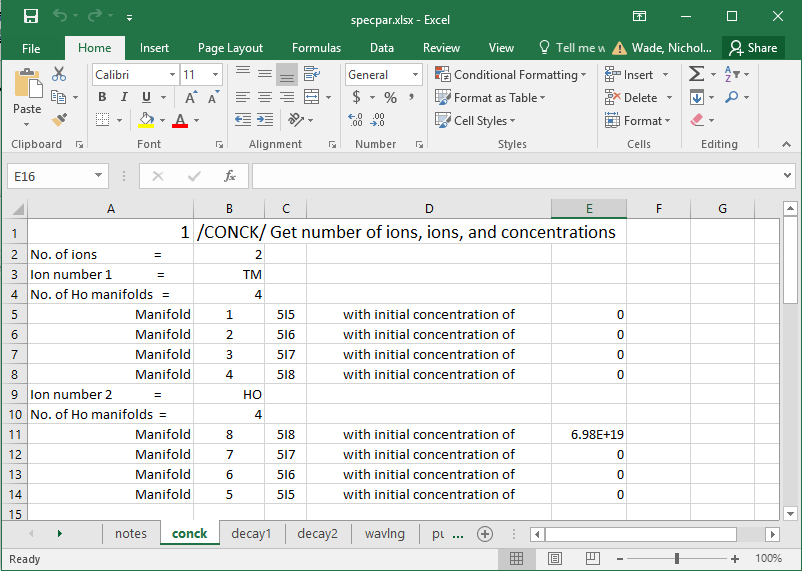 specpar.xlsx - Excel
File Home Insert Page Layout Formulas Data Review View Tell me w Wade, Nichol... Share
Paste
Calibri 11
B I U A A
A
General
$ % ,
.00 .0
Conditional Formatting
Format as Table
Cell Styles
Insert
Delete
Format
Clipboard Font Alignment Number Styles Cells Editing
E16 fx
A B C D E F G
1 1 /CONCK/ Get number of ions, ions, and concentrations
2 No. of ions = 2
3 Ion number 1 = TM
4 No. of Ho manifolds = 4
5 Manifold 1 5I5 with initial concentration of 0
6 Manifold 2 5I6 with initial concentration of 0
7 Manifold 3 5I7 with initial concentration of 0
8 Manifold 4 5I8 with initial concentration of 0
9 Ion number 2 = HO
10 No. of Ho manifolds = 4
11 Manifold 8 5I8 with initial concentration of 6.98E+19
12 Manifold 7 5I7 with initial concentration of 0
13 Manifold 6 5I6 with initial concentration of 0
14 Manifold 5 5I5 with initial concentration of 0
15
notes conck decay1 decay2 wavlng pu ...
Ready 100%